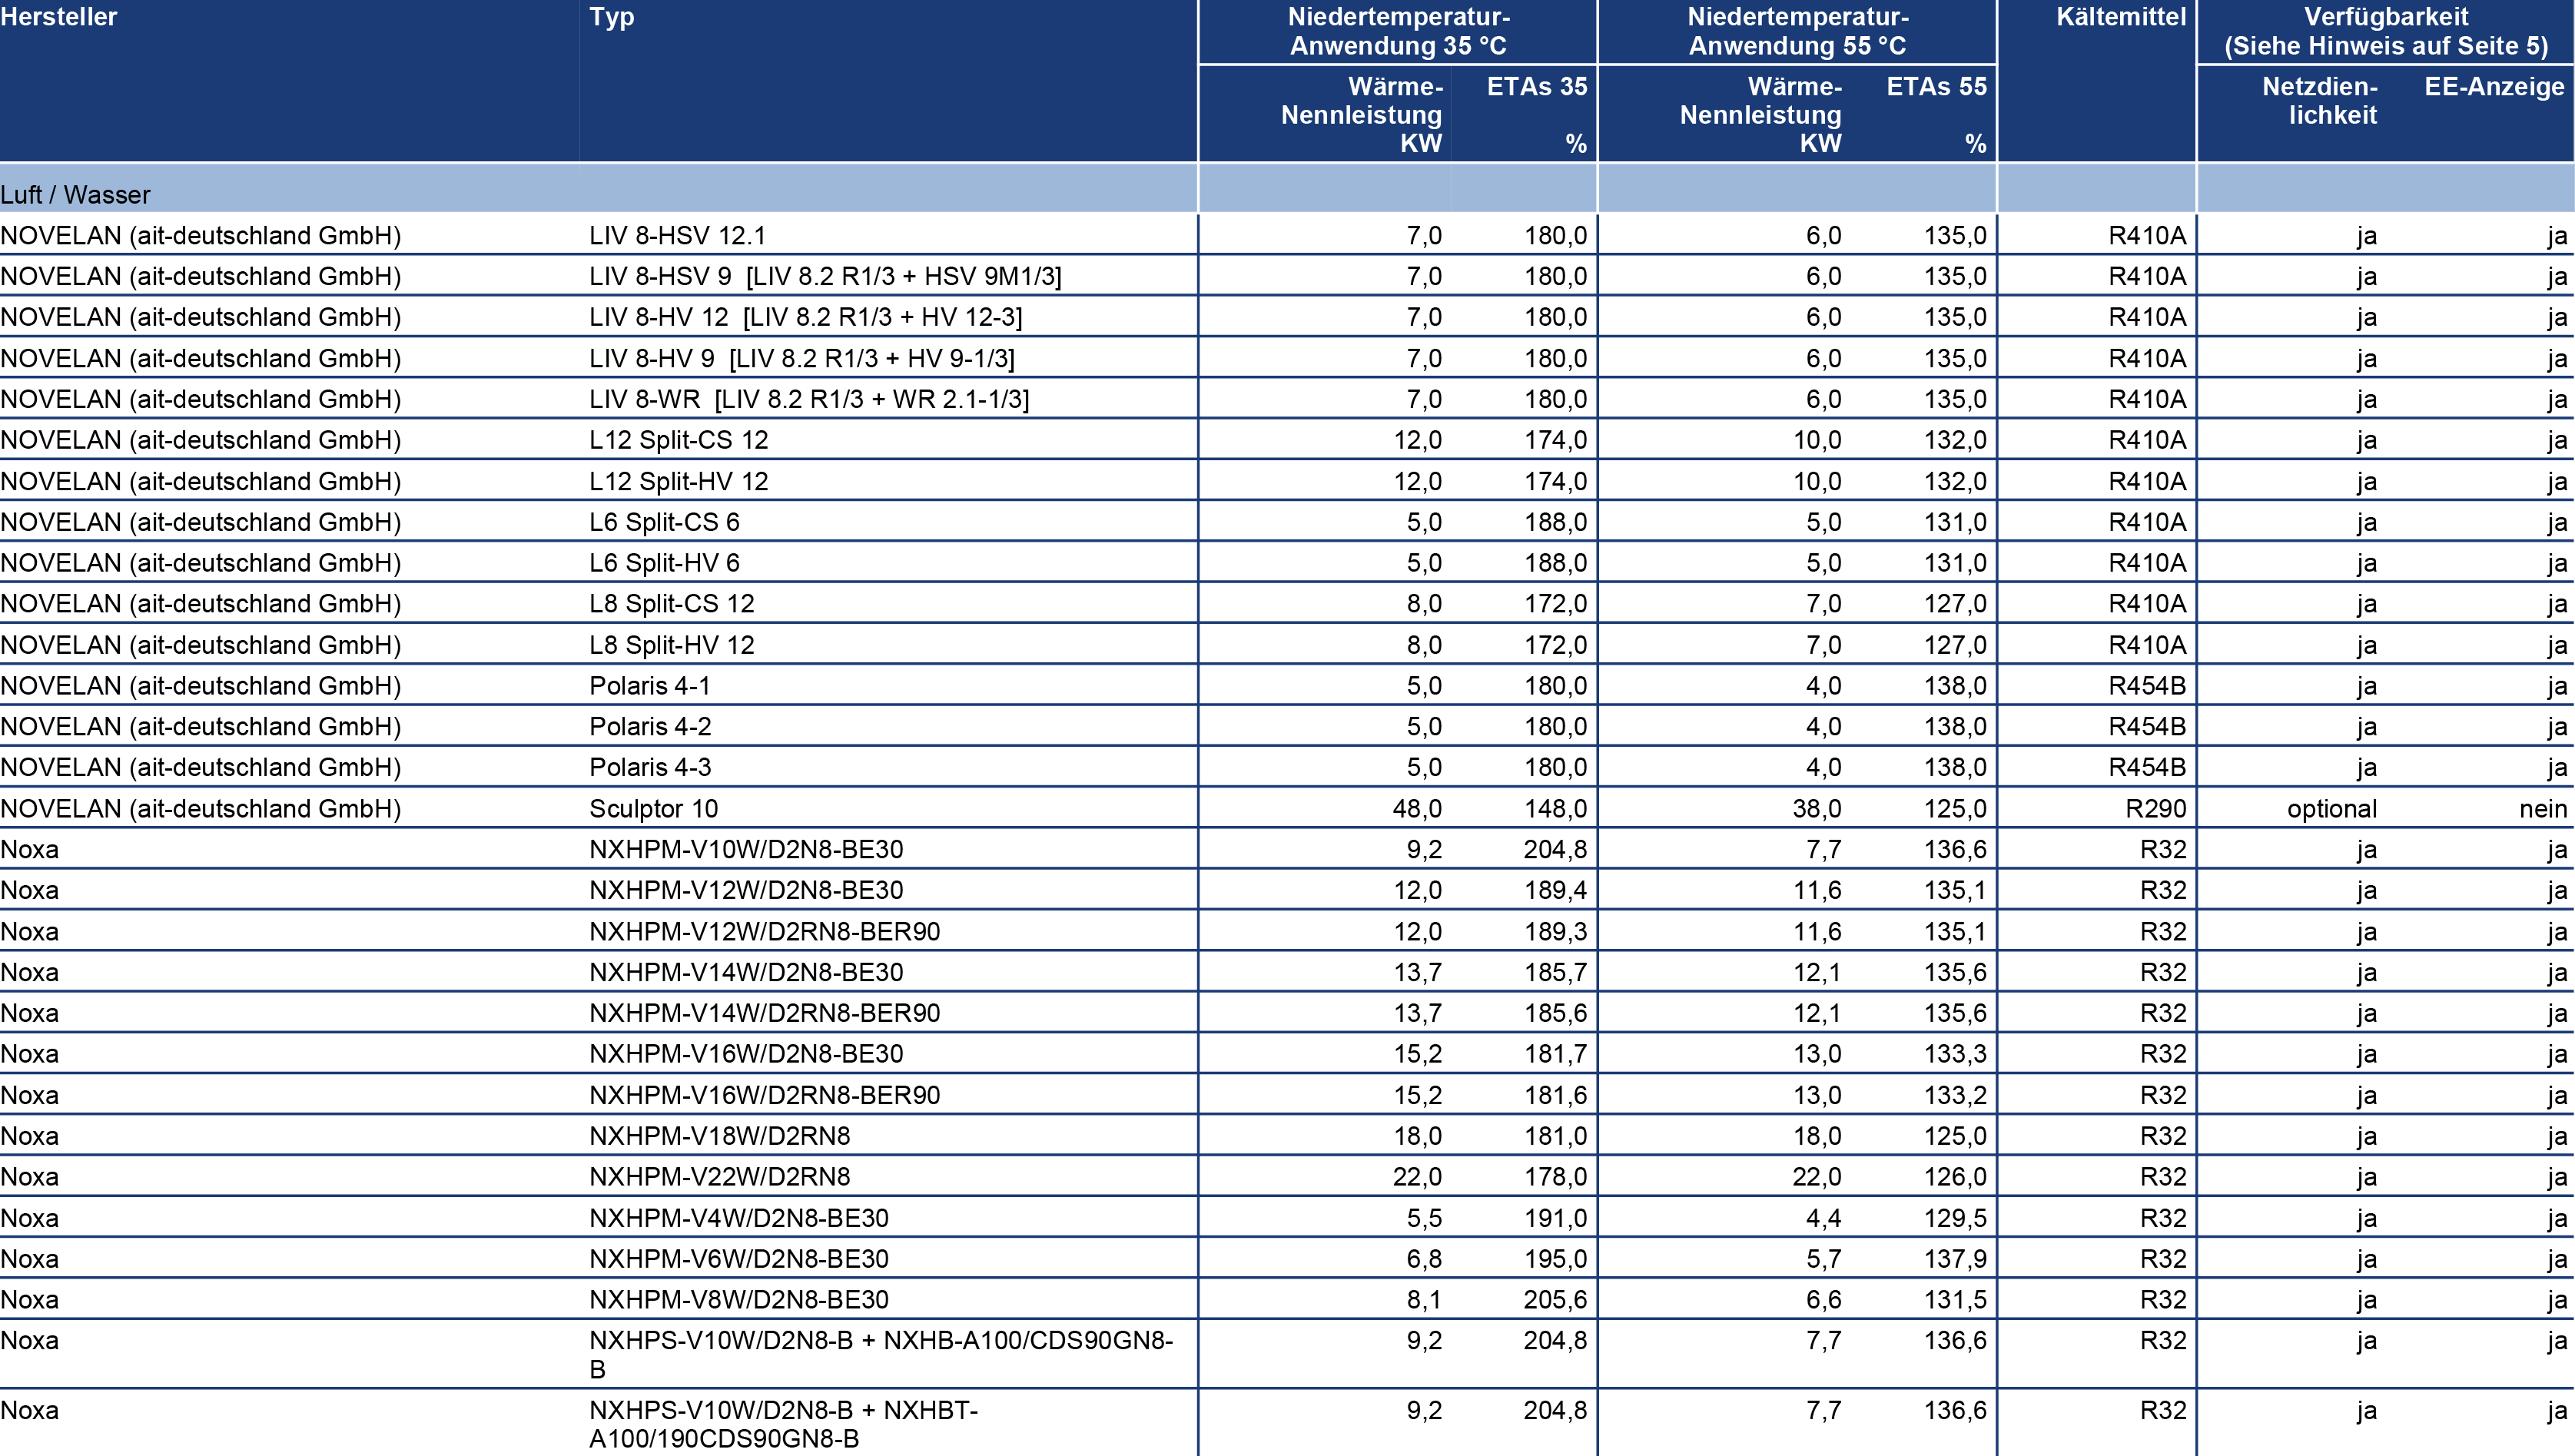 Hersteller Typ Niedertemperatur- Niedertemperatur- Kältemittel Verfügbarkeit
Anwendung 35 °C Anwendung 55 °C (Siehe Hinweis auf Seite 5)
Wärme- ETAs 35 Wärme- ETAs 55 Netzdien- EE-Anzeige
Nennleistung Nennleistung lichkeit
KW % KW %
Luft / Wasser
NOVELAN (ait-deutschland GmbH) LIV 8-HSV 12.1 7,0 180,0 6,0 135,0 R410A ja ja
NOVELAN (ait-deutschland GmbH) LIV 8-HSV 9 [LIV 8.2 R1/3 + HSV 9M1/3] 7,0 180,0 6,0 135,0 R410A ja ja
NOVELAN (ait-deutschland GmbH) LIV 8-HV 12 [LIV 8.2 R1/3 + HV 12-3] 7,0 180,0 6,0 135,0 R410A ja ja
NOVELAN (ait-deutschland GmbH) LIV 8-HV 9 [LIV 8.2 R1/3 + HV 9-1/3] 7,0 180,0 6,0 135,0 R410A ja ja
NOVELAN (ait-deutschland GmbH) LIV 8-WR [LIV 8.2 R1/3 + WR 2.1-1/3] 7,0 180,0 6,0 135,0 R410A ja ja
NOVELAN (ait-deutschland GmbH) L12 Split-CS 12 12,0 174,0 10,0 132,0 R410A ja ja
NOVELAN (ait-deutschland GmbH) L12 Split-HV 12 12,0 174,0 10,0 132,0 R410A ja ja
NOVELAN (ait-deutschland GmbH) L6 Split-CS 6 5,0 188,0 5,0 131,0 R410A ja ja
NOVELAN (ait-deutschland GmbH) L6 Split-HV 6 5,0 188,0 5,0 131,0 R410A ja ja
NOVELAN (ait-deutschland GmbH) L8 Split-CS 12 8,0 172,0 7,0 127,0 R410A ja ja
NOVELAN (ait-deutschland GmbH) L8 Split-HV 12 8,0 172,0 7,0 127,0 R410A ja ja
NOVELAN (ait-deutschland GmbH) Polaris 4-1 5,0 180,0 4,0 138,0 R454B ja ja
NOVELAN (ait-deutschland GmbH) Polaris 4-2 5,0 180,0 4,0 138,0 R454B ja ja
NOVELAN (ait-deutschland GmbH) Polaris 4-3 5,0 180,0 4,0 138,0 R454B ja ja
NOVELAN (ait-deutschland GmbH) Sculptor 10 48,0 148,0 38,0 125,0 R290 optional nein
Noxa NXHPM-V10W/D2N8-BE30 9,2 204,8 7,7 136,6 R32 ja ja
Noxa NXHPM-V12W/D2N8-BE30 12,0 189,4 11,6 135,1 R32 ja ja
Noxa NXHPM-V12W/D2RN8-BER90 12,0 189,3 11,6 135,1 R32 ja ja
Noxa NXHPM-V14W/D2N8-BE30 13,7 185,7 12,1 135,6 R32 ja ja
Noxa NXHPM-V14W/D2RN8-BER90 13,7 185,6 12,1 135,6 R32 ja ja
Noxa NXHPM-V16W/D2N8-BE30 15,2 181,7 13,0 133,3 R32 ja ja
Noxa NXHPM-V16W/D2RN8-BER90 15,2 181,6 13,0 133,2 R32 ja ja
Noxa NXHPM-V18W/D2RN8 18,0 181,0 18,0 125,0 R32 ja ja
Noxa NXHPM-V22W/D2RN8 22,0 178,0 22,0 126,0 R32 ja ja
Noxa NXHPM-V4W/D2N8-BE30 5,5 191,0 4,4 129,5 R32 ja ja
Noxa NXHPM-V6W/D2N8-BE30 6,8 195,0 5,7 137,9 R32 ja ja
Noxa NXHPM-V8W/D2N8-BE30 8,1 205,6 6,6 131,5 R32 ja ja
Noxa NXHPS-V10W/D2N8-B + NXHB-A100/CDS90GN8- 9,2 204,8 7,7 136,6 R32 ja ja
B
Noxa NXHPS-V10W/D2N8-B + NXHBT- 9,2 204,8 7,7 136,6 R32 ja ja
A100/190CDS90GN8-B